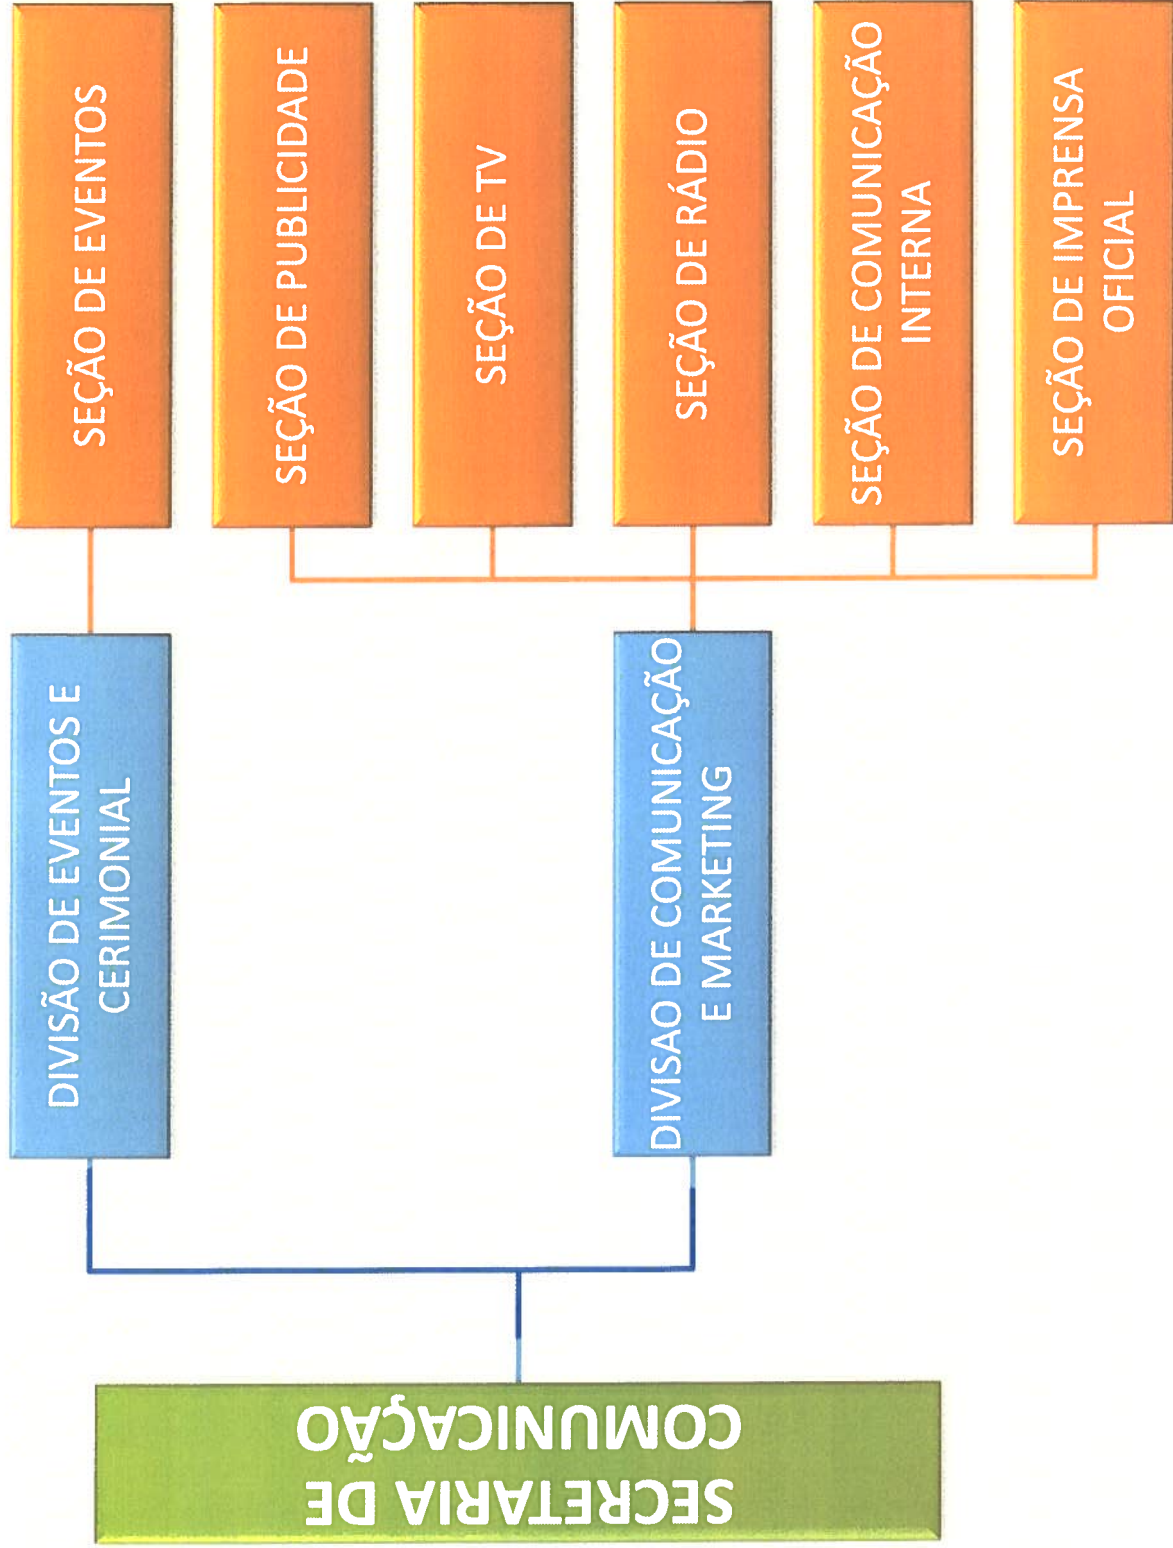 SECRETARIA DE
COMUNICAÇÃO
DIVISÃO DE EVENTOS E
CERIMONIAL
SEÇÃO DE EVENTOS
DIVISAO DE COMUNICAÇÃO
E MARKETING
SEÇÃO DE PUBLICIDADE
SEÇÃO DE TV
SEÇÃO DE RÁDIO
SEÇÃO DE COMUNICAÇÃO
INTERNA
SEÇÃO DE IMPRENSA
OFICIAL